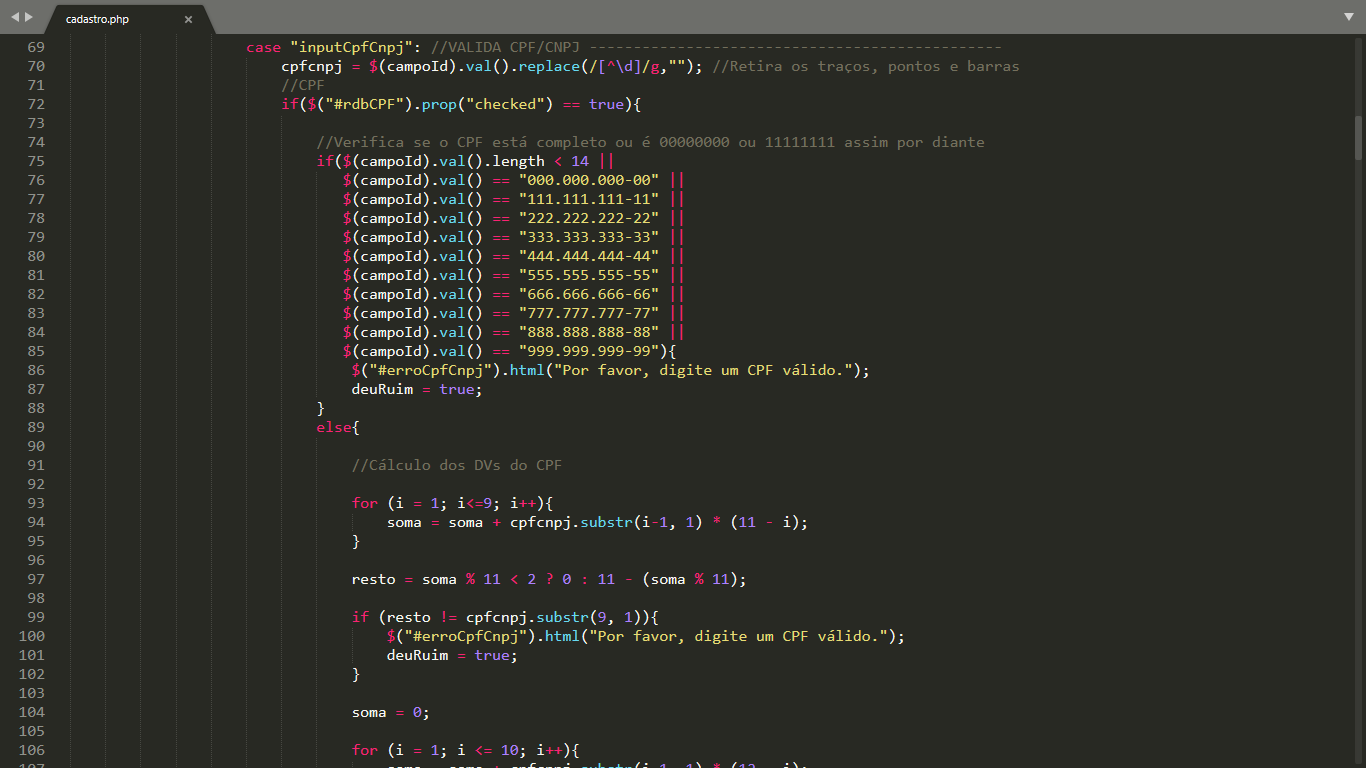 cadastro.php ×
69 case "inputCpfCnpj": //VALIDA CPF/CNPJ -----------------------------------------------
70 cpfcnpj = $(campoId).val().replace(/[^\d]/g,""); //Retira os traços, pontos e barras
71 //CPF
72 if($("#rdbCPF").prop("checked") == true){
73
74 //Verifica se o CPF está completo ou é 00000000 ou 11111111 assim por diante
75 if($(campoId).val().length < 14 ||
76 $(campoId).val() == "000.000.000-00" ||
77 $(campoId).val() == "111.111.111-11" ||
78 $(campoId).val() == "222.222.222-22" ||
79 $(campoId).val() == "333.333.333-33" ||
80 $(campoId).val() == "444.444.444-44" ||
81 $(campoId).val() == "555.555.555-55" ||
82 $(campoId).val() == "666.666.666-66" ||
83 $(campoId).val() == "777.777.777-77" ||
84 $(campoId).val() == "888.888.888-88" ||
85 $(campoId).val() == "999.999.999-99"){
86 $("#erroCpfCnpj").html("Por favor, digite um CPF válido.");
87 deuRuim = true;
88 }
89 else{
90
91 //Cálculo dos DVs do CPF
92
93 for (i = 1; i<=9; i++){
94 soma = soma + cpfcnpj.substr(i-1, 1) * (11 - i);
95 }
96
97 resto = soma % 11 < 2 ? 0 : 11 - (soma % 11);
98
99 if (resto != cpfcnpj.substr(9, 1)){
100 $("#erroCpfCnpj").html("Por favor, digite um CPF válido.");
101 deuRuim = true;
102 }
103
104 soma = 0;
105
106 for (i = 1; i <= 10; i++){